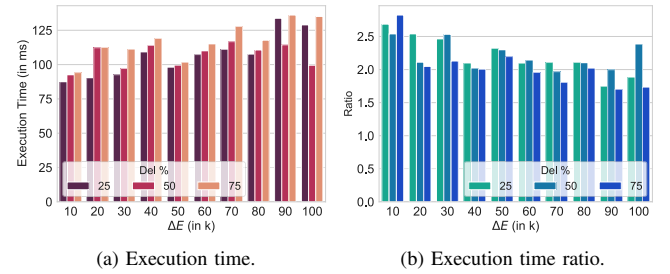 Execution Time (in ms)
125
100
75
50
25
0
Del %
25 50 75
10 20 30 40 50 60 70 80 90 100
ΔE (in k)
(a) Execution time.
Ratio
2.5
2.0
1.5
1.0
0.5
0.0
Del %
25 50 75
10 20 30 40 50 60 70 80 90 100
ΔE (in k)
(b) Execution time ratio.